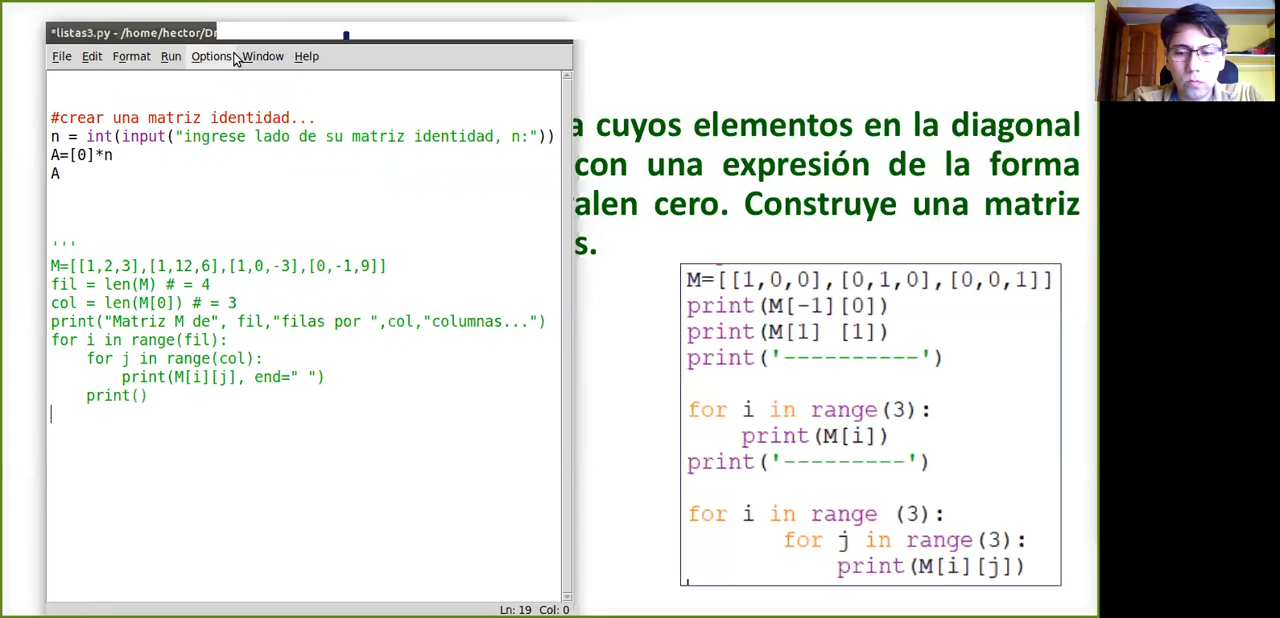 *listas3.py - /home/hector/Dr
File Edit Format Run Options Window Help
#crear una matriz identidad...
n = int(input("ingrese lado de su matriz identidad, n:"))
A=[0]*n
A
'''
M=[[1,2,3],[1,12,6],[1,0,-3],[0,-1,9]]
fil = len(M) # = 4
col = len(M[0]) # = 3
print("Matriz M de", fil,"filas por ",col,"columnas...")
for i in range(fil):
    for j in range(col):
        print(M[i][j], end=" ")
    print()
Ln: 19 Col: 0
a cuyos elementos en la diagonal
con una expresión de la forma
alen cero. Construye una matriz
s.
M=[[1,0,0],[0,1,0],[0,0,1]]
print(M[-1][0])
print(M[1] [1])
print('----------')
for i in range(3):
    print(M[i])
print('---------')
for i in range (3):
    for j in range(3):
        print(M[i][j])